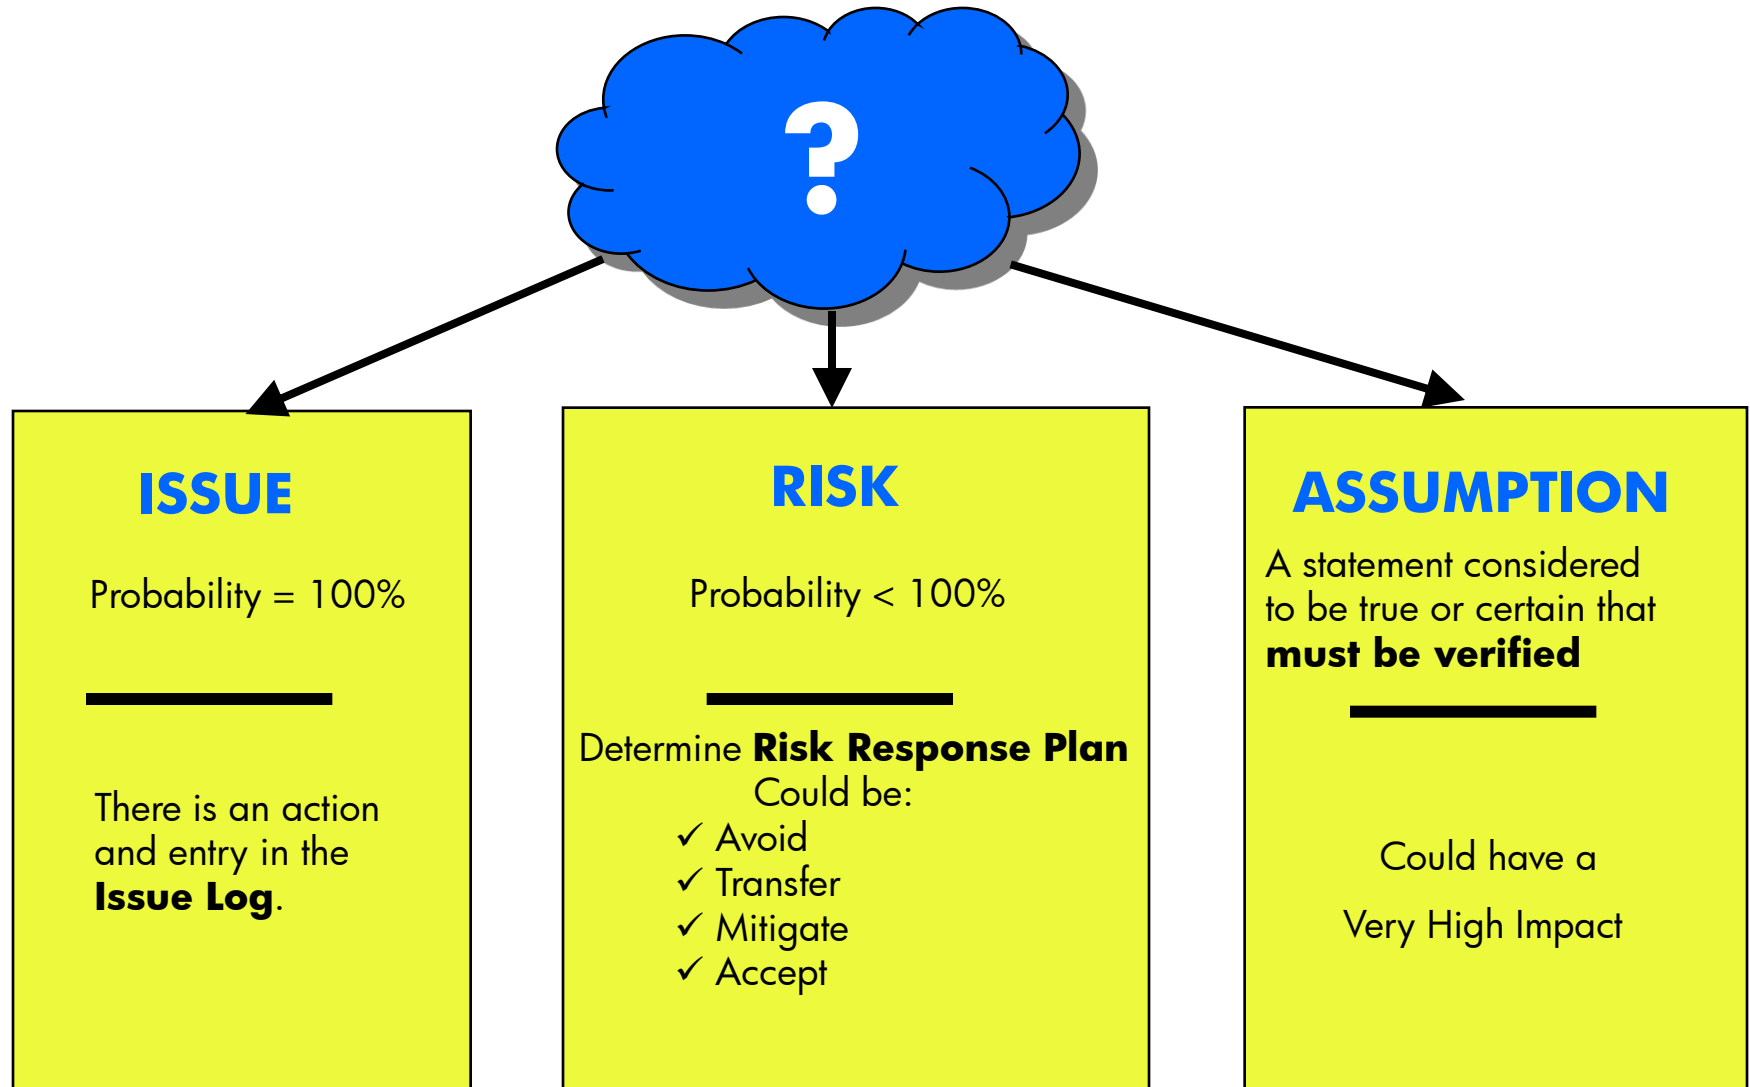 ?
ISSUE
Probability = 100%
There is an action
and entry in the
Issue Log.
RISK
Probability < 100%
Determine Risk Response Plan
Could be:
✓ Avoid
✓ Transfer
✓ Mitigate
✓ Accept
ASSUMPTION
A statement considered
to be true or certain that
must be verified
Could have a
Very High Impact